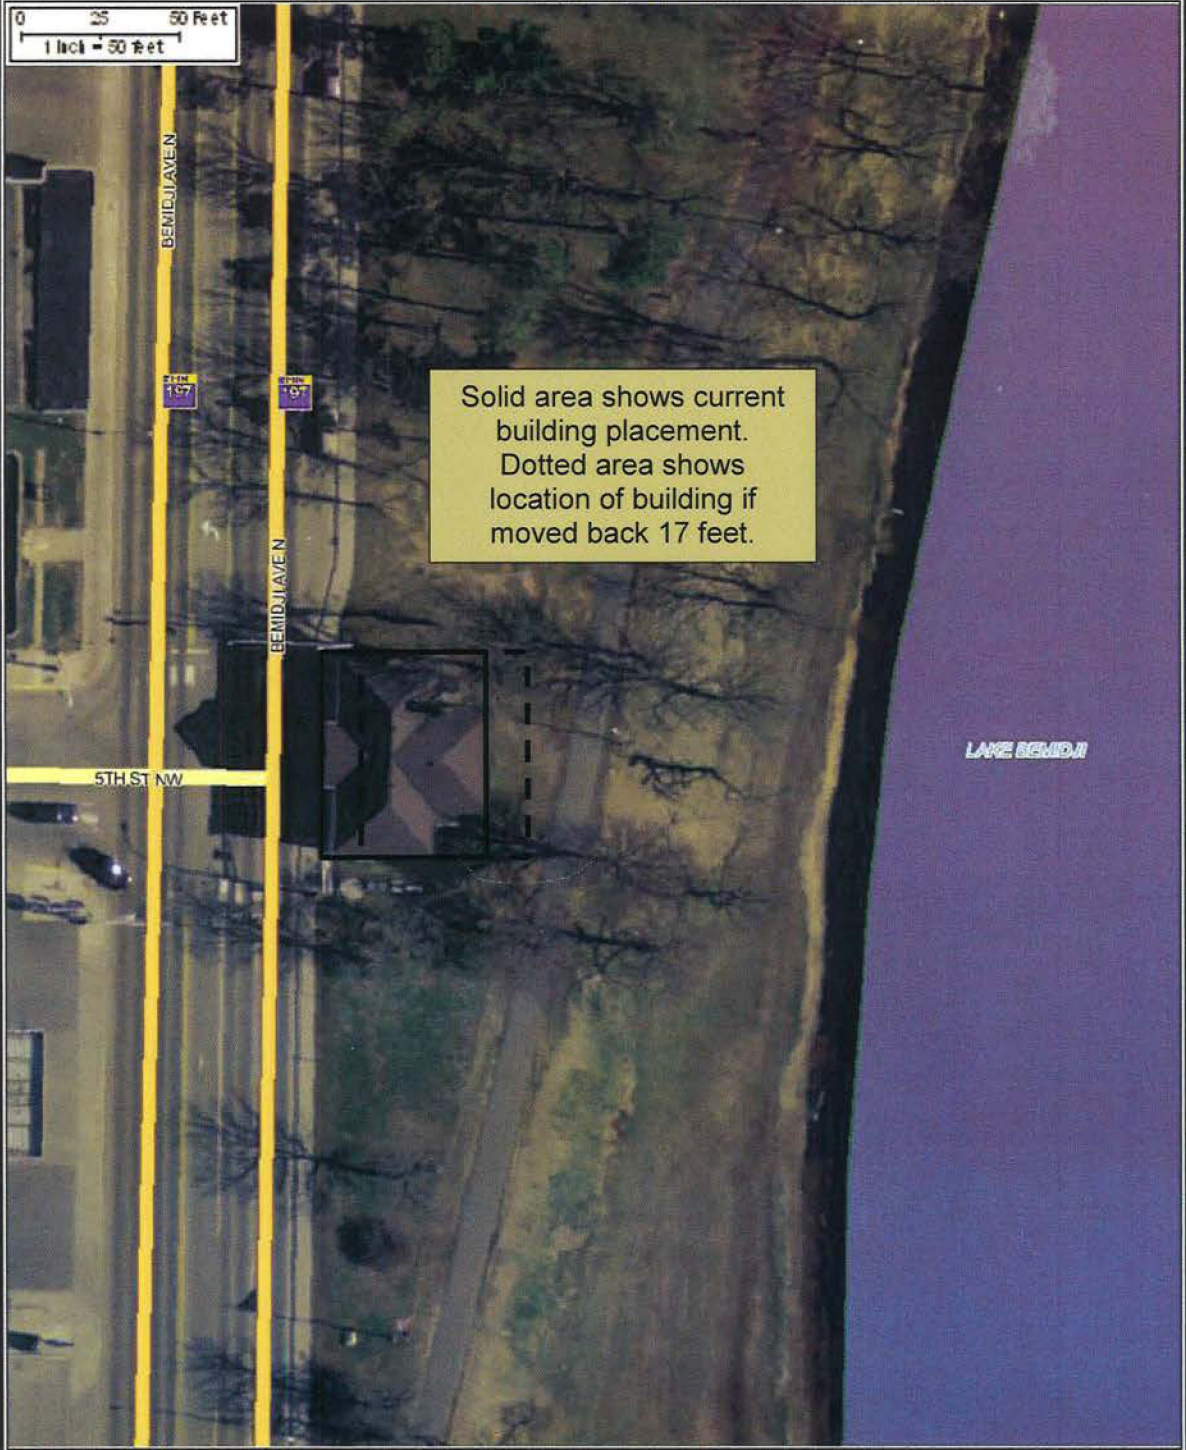 0 25 50 Feet
1 Inch = 50 feet
BEMIDJI AVE N
197
197
Solid area shows current
building placement.
Dotted area shows
location of building if
moved back 17 feet.
BEMIDJI AVE N
LAKE BEMIDJI
5TH ST NW